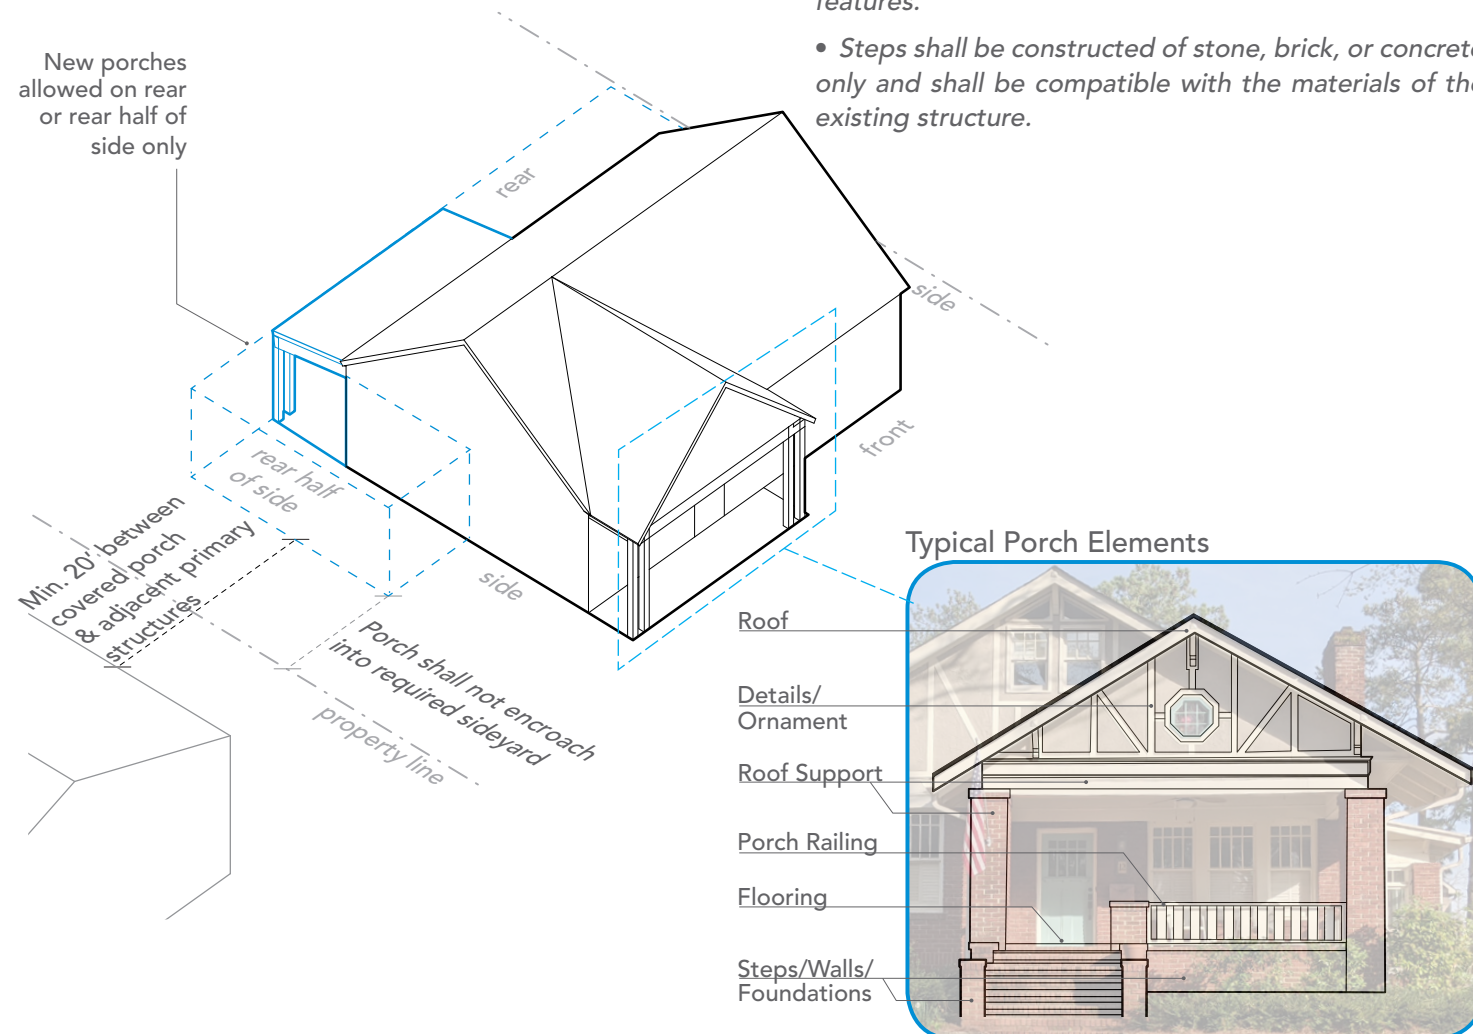 features.
• Steps shall be constructed of stone, brick, or concrete
only and shall be compatible with the materials of the
existing structure.
New porches
allowed on rear
or rear half of
side only
rear
side
front
rear half
of side
side
Min. 20' between
covered porch
& adjacent primary
structures
Porch shall not encroach
into required sideyard
property line
Typical Porch Elements
Roof
Details/
Ornament
Roof Support
Porch Railing
Flooring
Steps/Walls/
Foundations